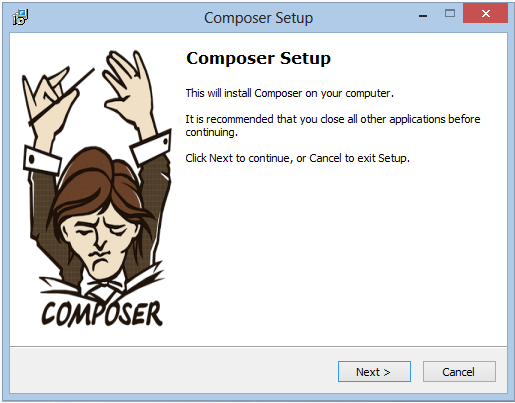 Composer Setup
Composer Setup
This will install Composer on your computer.
It is recommended that you close all other applications before
continuing.
Click Next to continue, or Cancel to exit Setup.
COMPOSER
Next >
Cancel